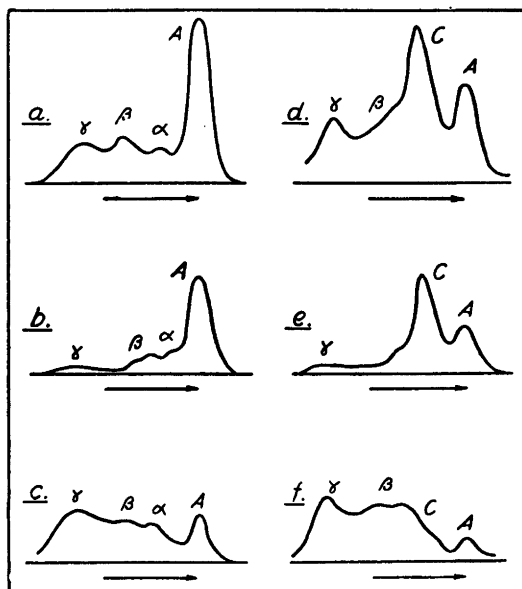 a.
γ β α A
d.
γ β C A
b.
γ β α A
e.
γ C A
c.
γ β α A
f.
γ β C A